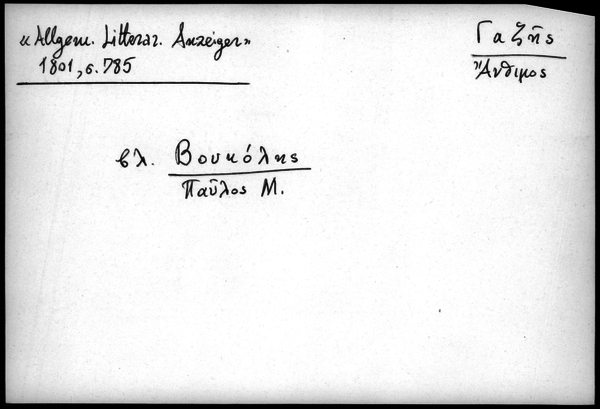 «Allgem. Litterar. Anzeiger»
1801, σ. 785
Γαζῆς
Ἄνθιμος
βλ. Βουκόλης
Παῦλος Μ.